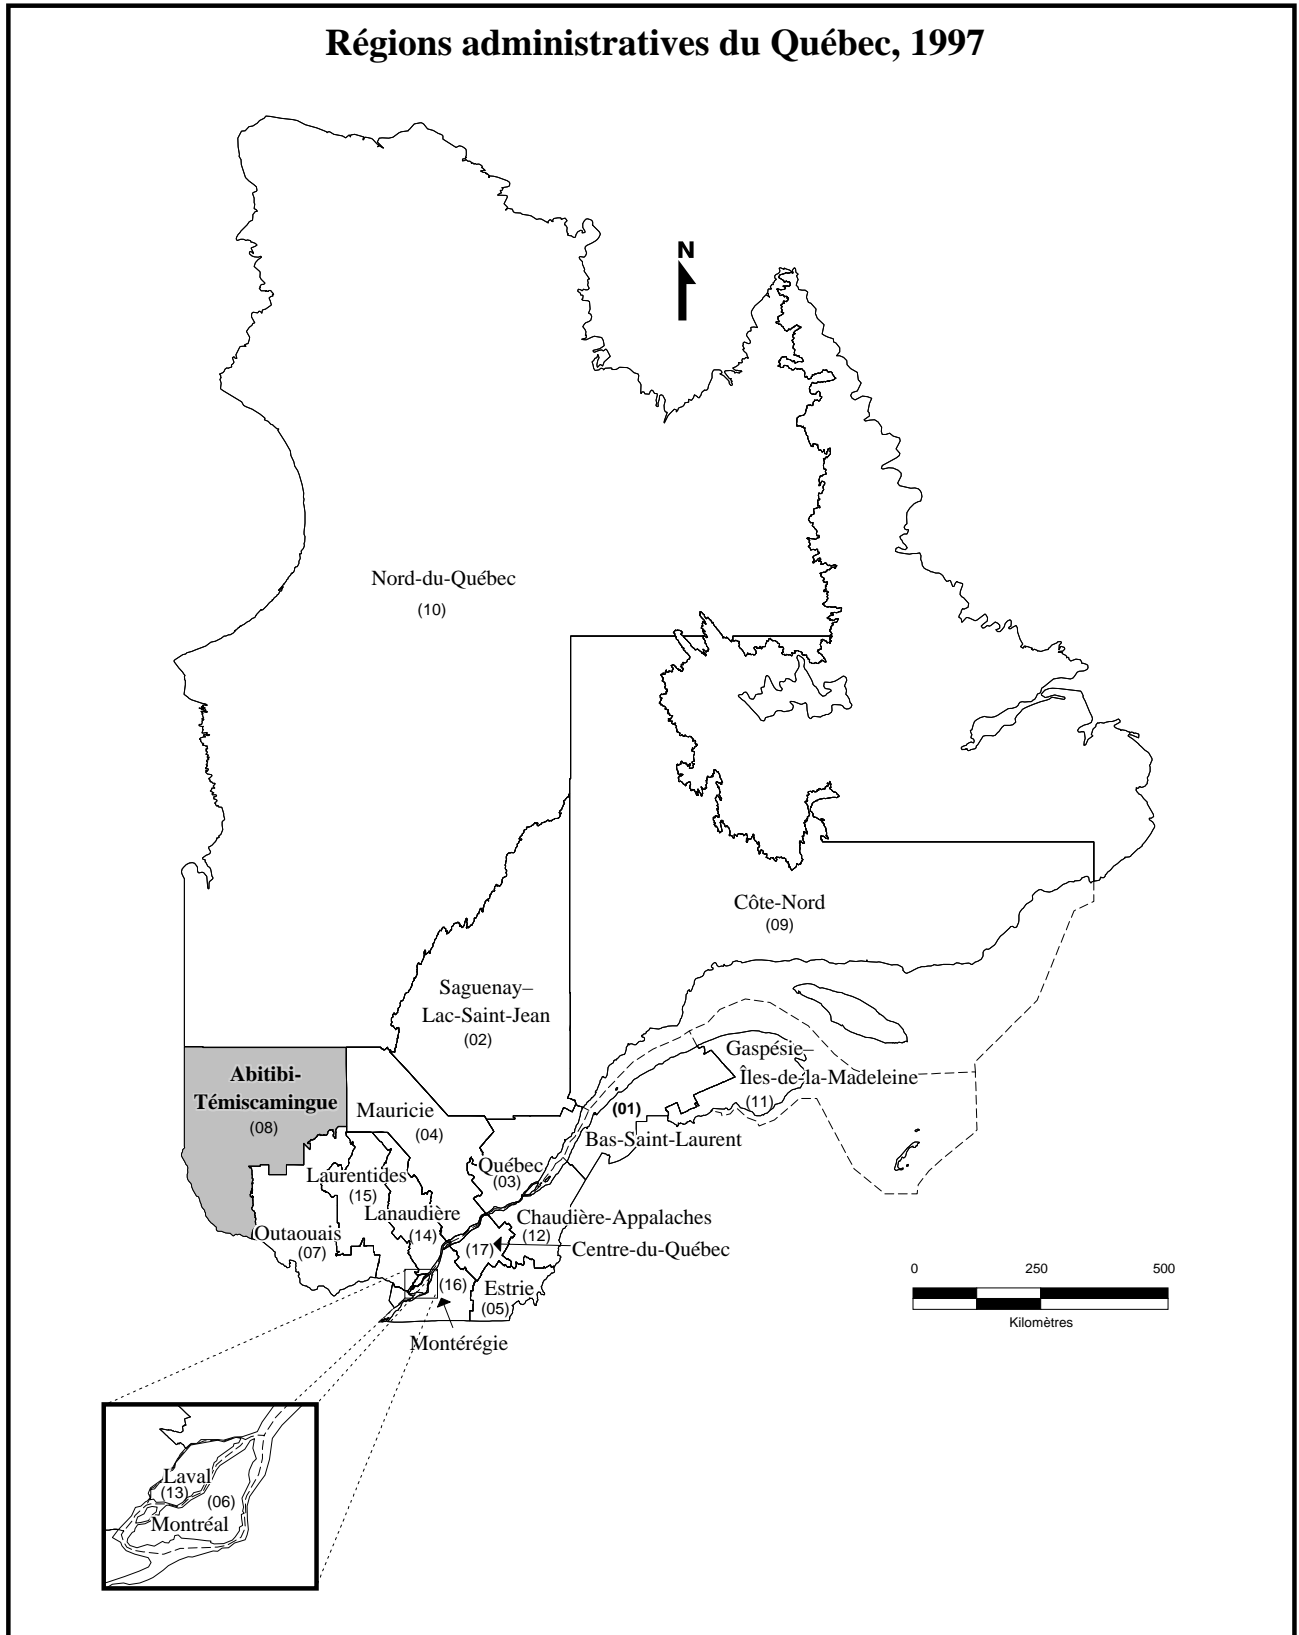 Régions administratives du Québec, 1997
N
Nord-du-Québec
(10)
Côte-Nord
(09)
Saguenay–
Lac-Saint-Jean
(02)
Gaspésie–
Îles-de-la-Madeleine
(11)
Abitibi-
Témiscamingue
(08)
Mauricie
(04)
(01)
Bas-Saint-Laurent
Québec
(03)
Laurentides
(15)
Lanaudière
(14)
Chaudière-Appalaches
(12)
Outaouais
(07)
(17)
Centre-du-Québec
(16)
Estrie
(05)
Montérégie
0 250 500
Kilomètres
Laval
(13)
(06)
Montréal